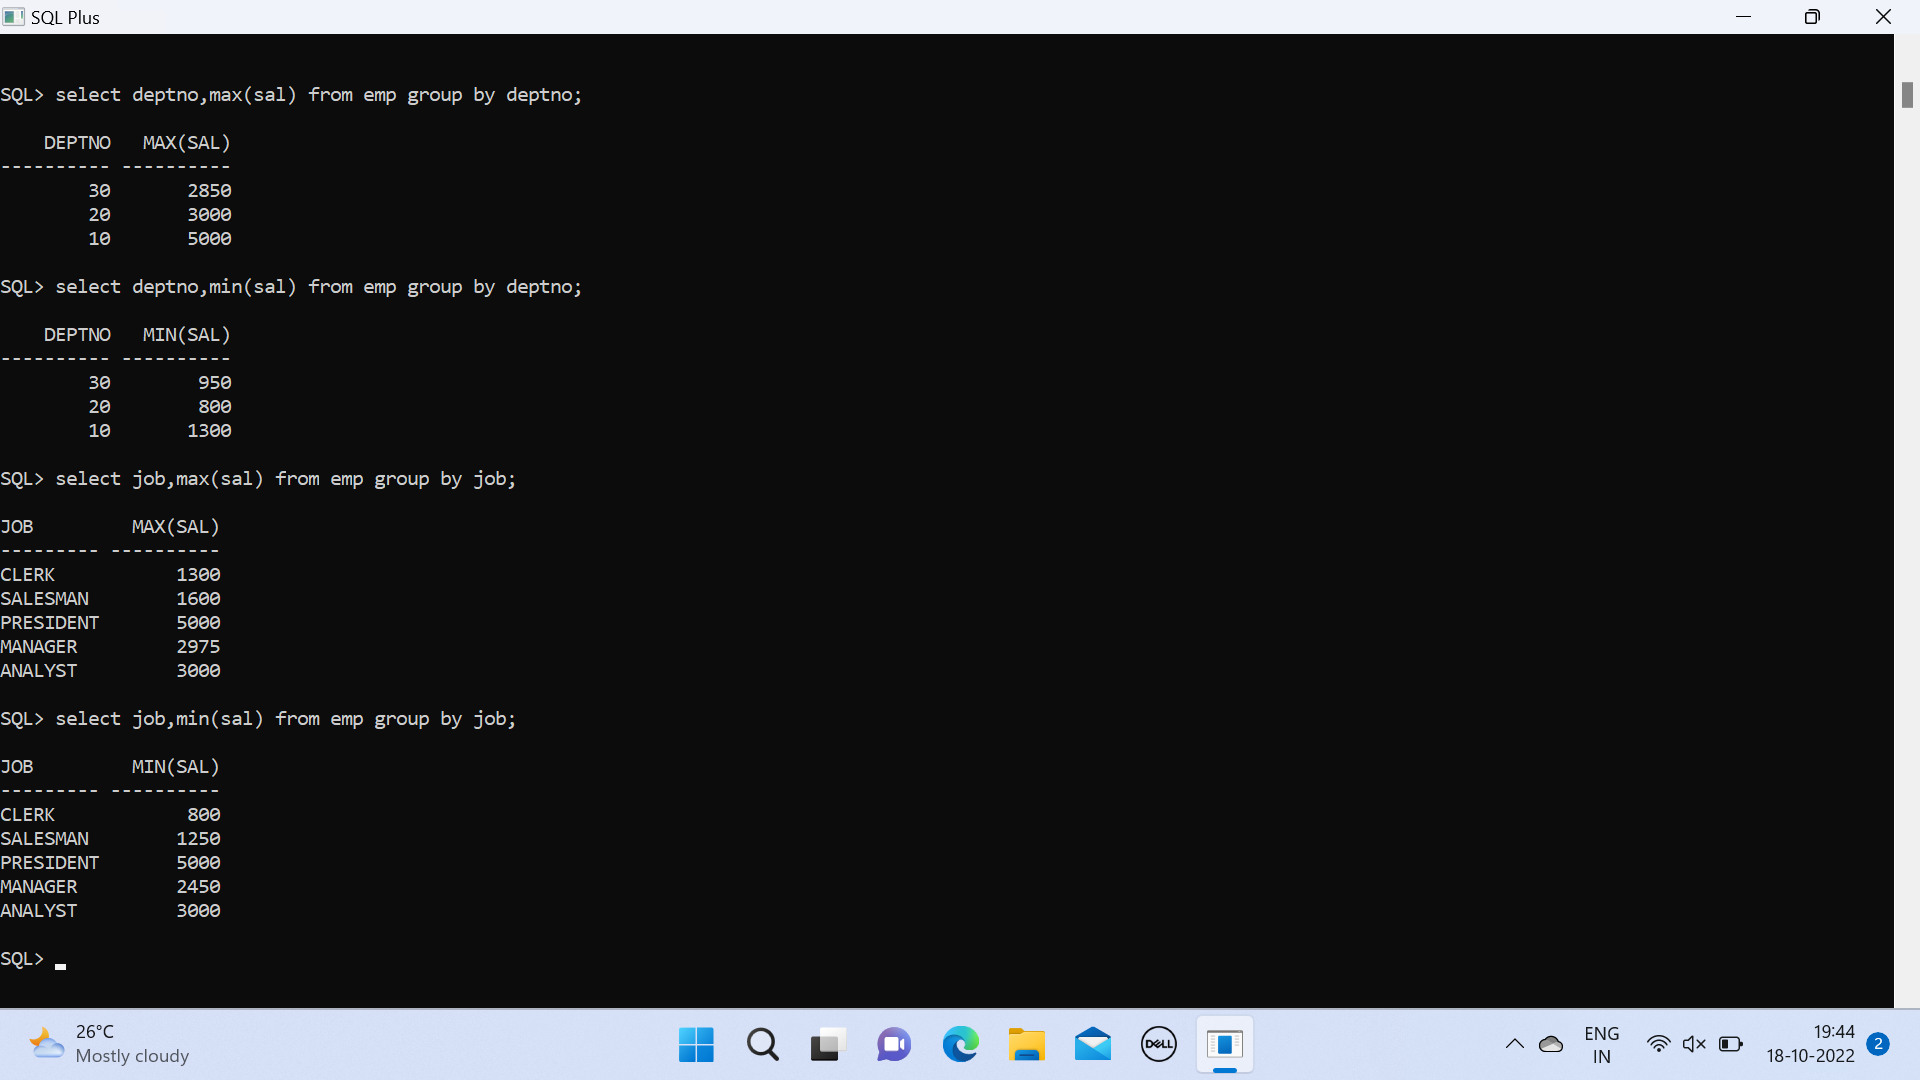 SQL Plus
SQL> select deptno,max(sal) from emp group by deptno;
    DEPTNO   MAX(SAL)
---------- ----------
        30       2850
        20       3000
        10       5000
SQL> select deptno,min(sal) from emp group by deptno;
    DEPTNO   MIN(SAL)
---------- ----------
        30        950
        20        800
        10       1300
SQL> select job,max(sal) from emp group by job;
JOB         MAX(SAL)
--------- ----------
CLERK           1300
SALESMAN        1600
PRESIDENT       5000
MANAGER         2975
ANALYST         3000
SQL> select job,min(sal) from emp group by job;
JOB         MIN(SAL)
--------- ----------
CLERK            800
SALESMAN        1250
PRESIDENT       5000
MANAGER         2450
ANALYST         3000
SQL>
26°C
Mostly cloudy
DELL
ENG
IN
19:44
18-10-2022
2